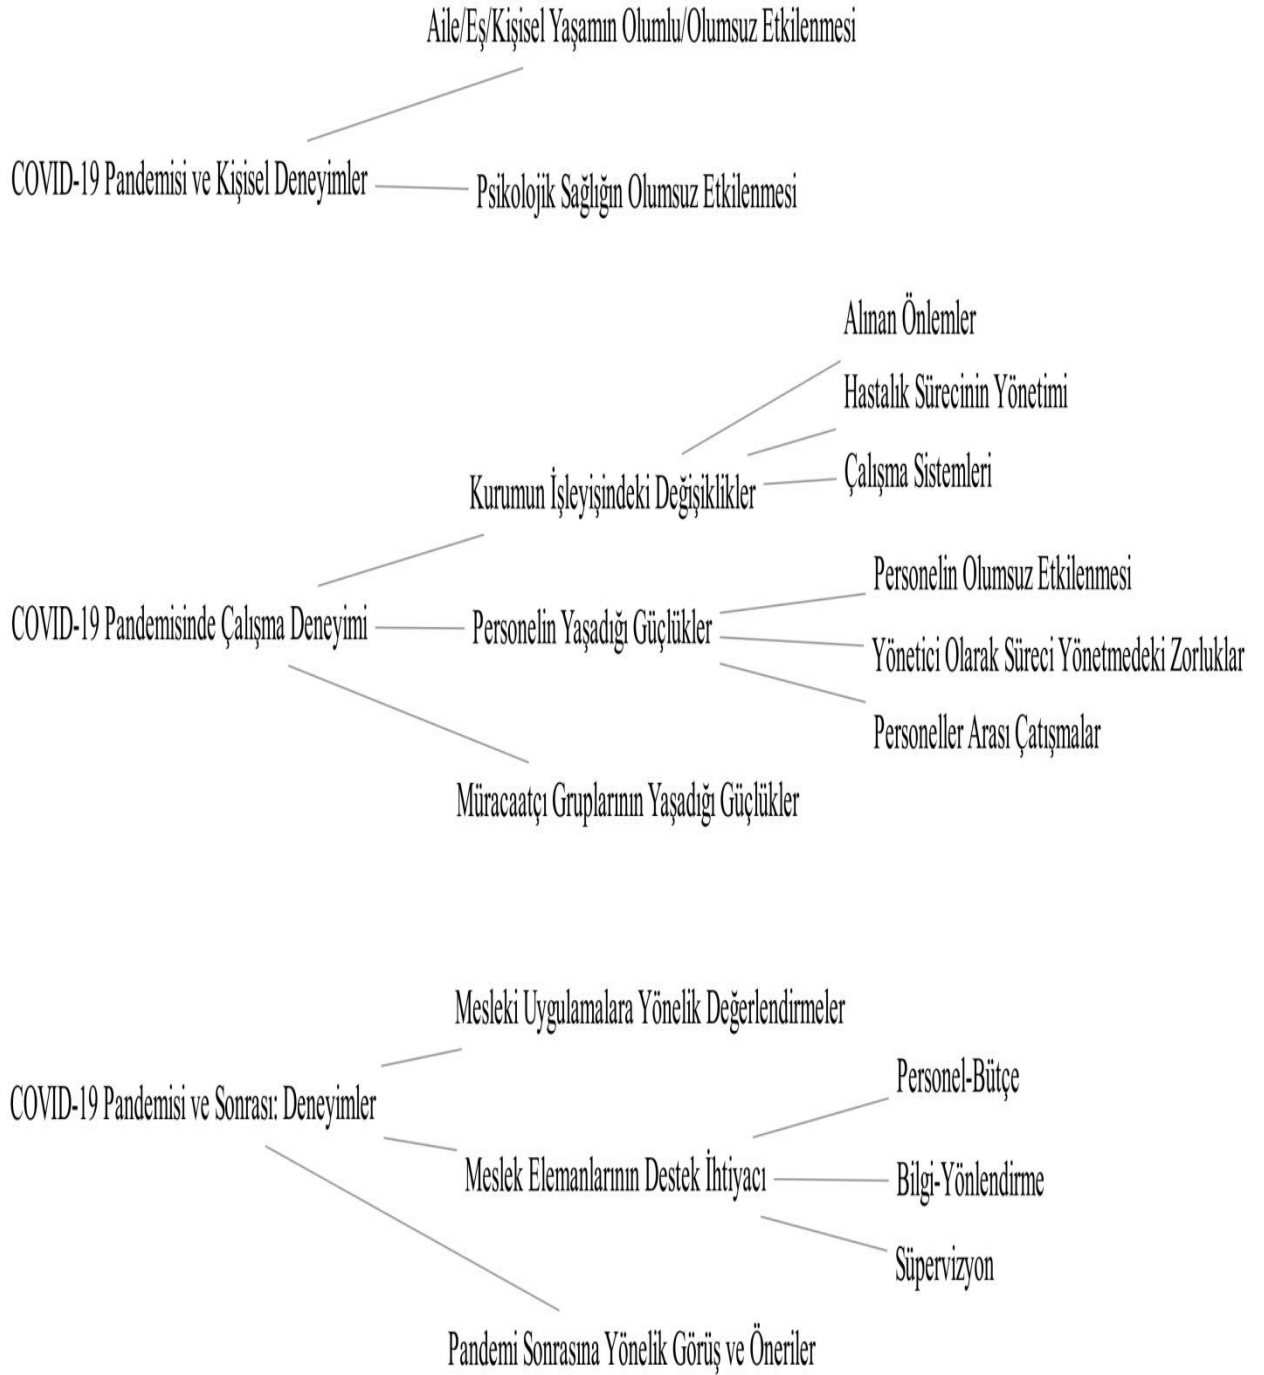 Aile/Eş/Kişisel Yaşamın Olumlu/Olumsuz Etkilenmesi
COVID-19 Pandemisi ve Kişisel Deneyimler
Psikolojik Sağlığın Olumsuz Etkilenmesi
Alınan Önlemler
Hastalık Sürecinin Yönetimi
Çalışma Sistemleri
Kurumun İşleyişindeki Değişiklikler
Personelin Olumsuz Etkilenmesi
COVID-19 Pandemisinde Çalışma Deneyimi
Personelin Yaşadığı Güçlükler
Yönetici Olarak Süreci Yönetmedeki Zorluklar
Personeller Arası Çatışmalar
Müracaatçı Gruplarının Yaşadığı Güçlükler
Mesleki Uygulamalara Yönelik Değerlendirmeler
Personel-Bütçe
COVID-19 Pandemisi ve Sonrası: Deneyimler
Meslek Elemanlarının Destek İhtiyacı
Bilgi-Yönlendirme
Süpervizyon
Pandemi Sonrasına Yönelik Görüş ve Öneriler